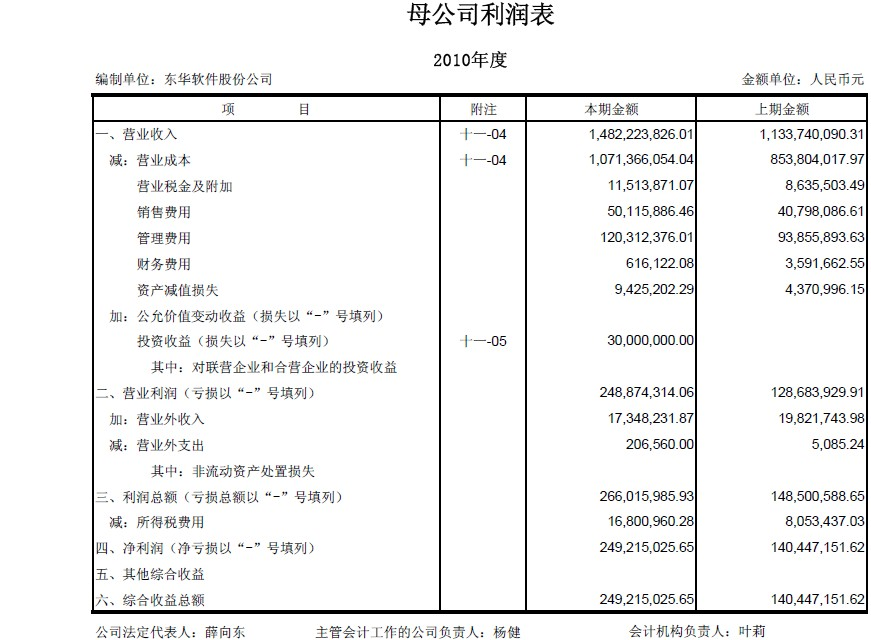 母公司利润表
2010年度
编制单位：东华软件股份公司 金额单位：人民币元
项 目 附注 本期金额 上期金额
一、营业收入 十一-04 1,482,223,826.01 1,133,740,090.31
减：营业成本 十一-04 1,071,366,054.04 853,804,017.97
营业税金及附加 11,513,871.07 8,635,503.49
销售费用 50,115,886.46 40,798,086.61
管理费用 120,312,376.01 93,855,893.63
财务费用 616,122.08 3,591,662.55
资产减值损失 9,425,202.29 4,370,996.15
加：公允价值变动收益（损失以“-”号填列）
投资收益（损失以“-”号填列） 十一-05 30,000,000.00
其中：对联营企业和合营企业的投资收益
二、营业利润（亏损以“-”号填列） 248,874,314.06 128,683,929.91
加：营业外收入 17,348,231.87 19,821,743.98
减：营业外支出 206,560.00 5,085.24
其中：非流动资产处置损失
三、利润总额（亏损总额以“-”号填列） 266,015,985.93 148,500,588.65
减：所得税费用 16,800,960.28 8,053,437.03
四、净利润（净亏损以“-”号填列） 249,215,025.65 140,447,151.62
五、其他综合收益
六、综合收益总额 249,215,025.65 140,447,151.62
公司法定代表人：薛向东 主管会计工作的公司负责人：杨健 会计机构负责人：叶莉